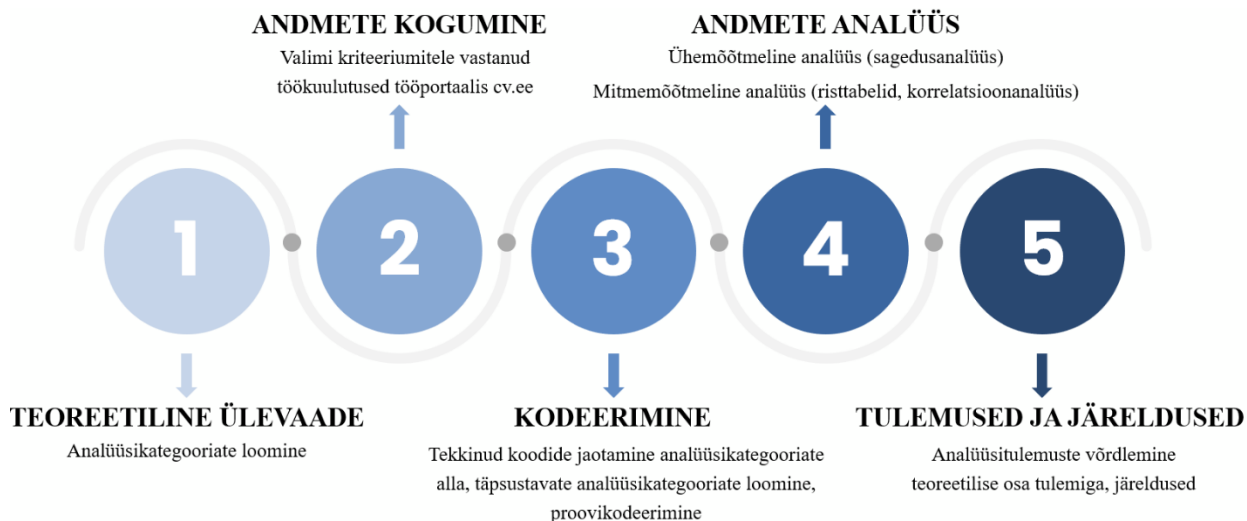 ANDMETE KOGUMINE
Valimi kriteeriumitele vastanud
töökuulutused tööportaalis cv.ee
ANDMETE ANALÜÜS
Ühemõõtmeline analüüs (sagedusanalüüs)
Mitmemõõtmeline analüüs (risttabelid, korrelatsioonanalüüs)
1
2
3
4
5
TEOREETILINE ÜLEVAADE
Analüüsikategooriate loomine
KODEERIMINE
Tekkinud koodide jaotamine analüüsikategooriate
alla, täpsustavate analüüsikategooriate loomine,
proovikodeerimine
TULEMUSED JA JÄRELDUSED
Analüüsitulemuste võrdlemine
teoreetilise osa tulemiga, järeldused